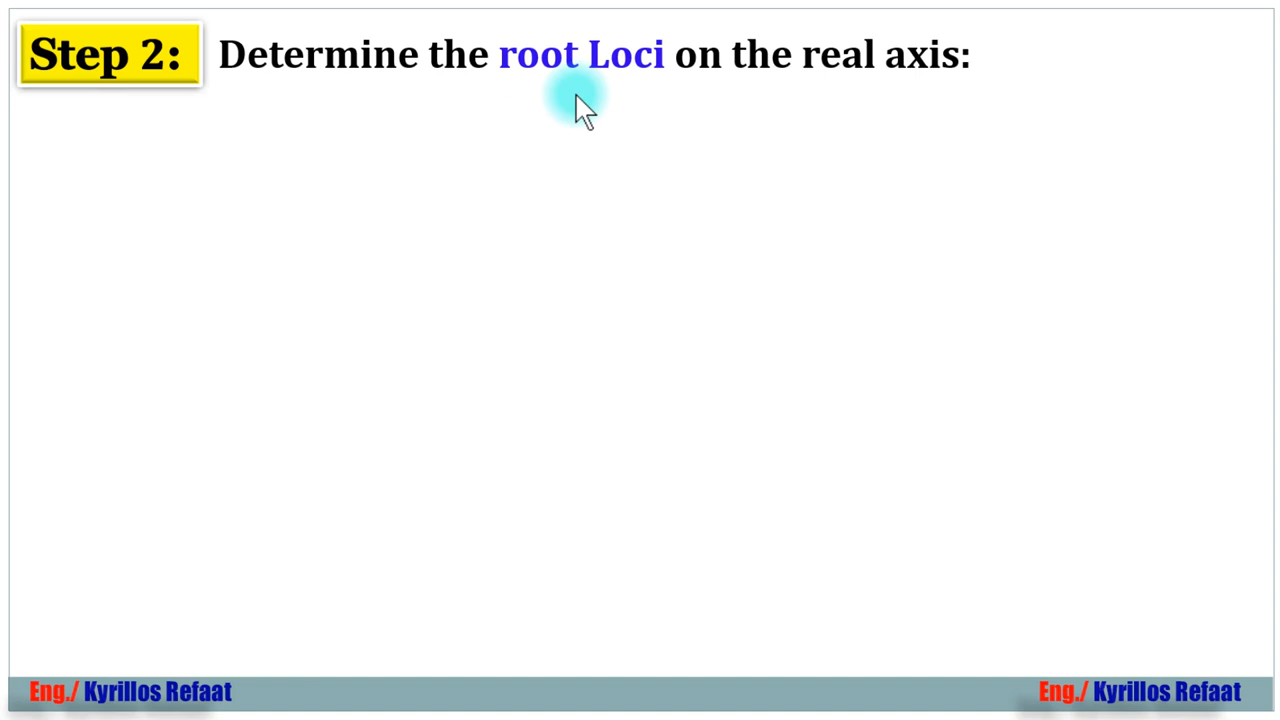 Step 2: Determine the root Loci on the real axis:
Eng./ Kyrillos Refaat Eng./ Kyrillos Refaat